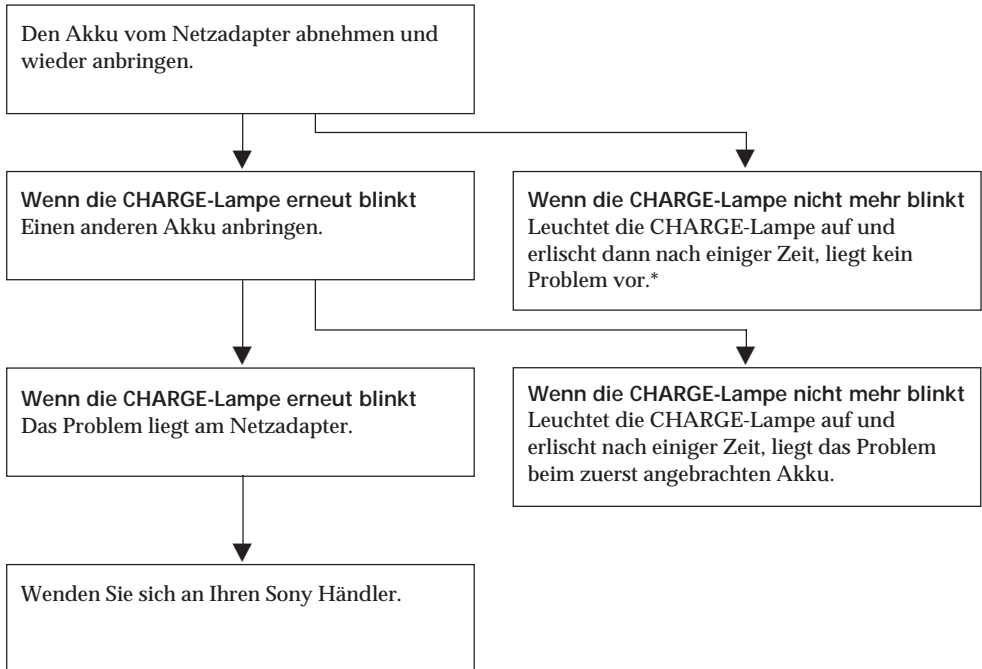 Den Akku vom Netzadapter abnehmen und
wieder anbringen.
Wenn die CHARGE-Lampe erneut blinkt
Einen anderen Akku anbringen.
Wenn die CHARGE-Lampe nicht mehr blinkt
Leuchtet die CHARGE-Lampe auf und
erlischt dann nach einiger Zeit, liegt kein
Problem vor.*
Wenn die CHARGE-Lampe erneut blinkt
Das Problem liegt am Netzadapter.
Wenn die CHARGE-Lampe nicht mehr blinkt
Leuchtet die CHARGE-Lampe auf und
erlischt nach einiger Zeit, liegt das Problem
beim zuerst angebrachten Akku.
Wenden Sie sich an Ihren Sony Händler.